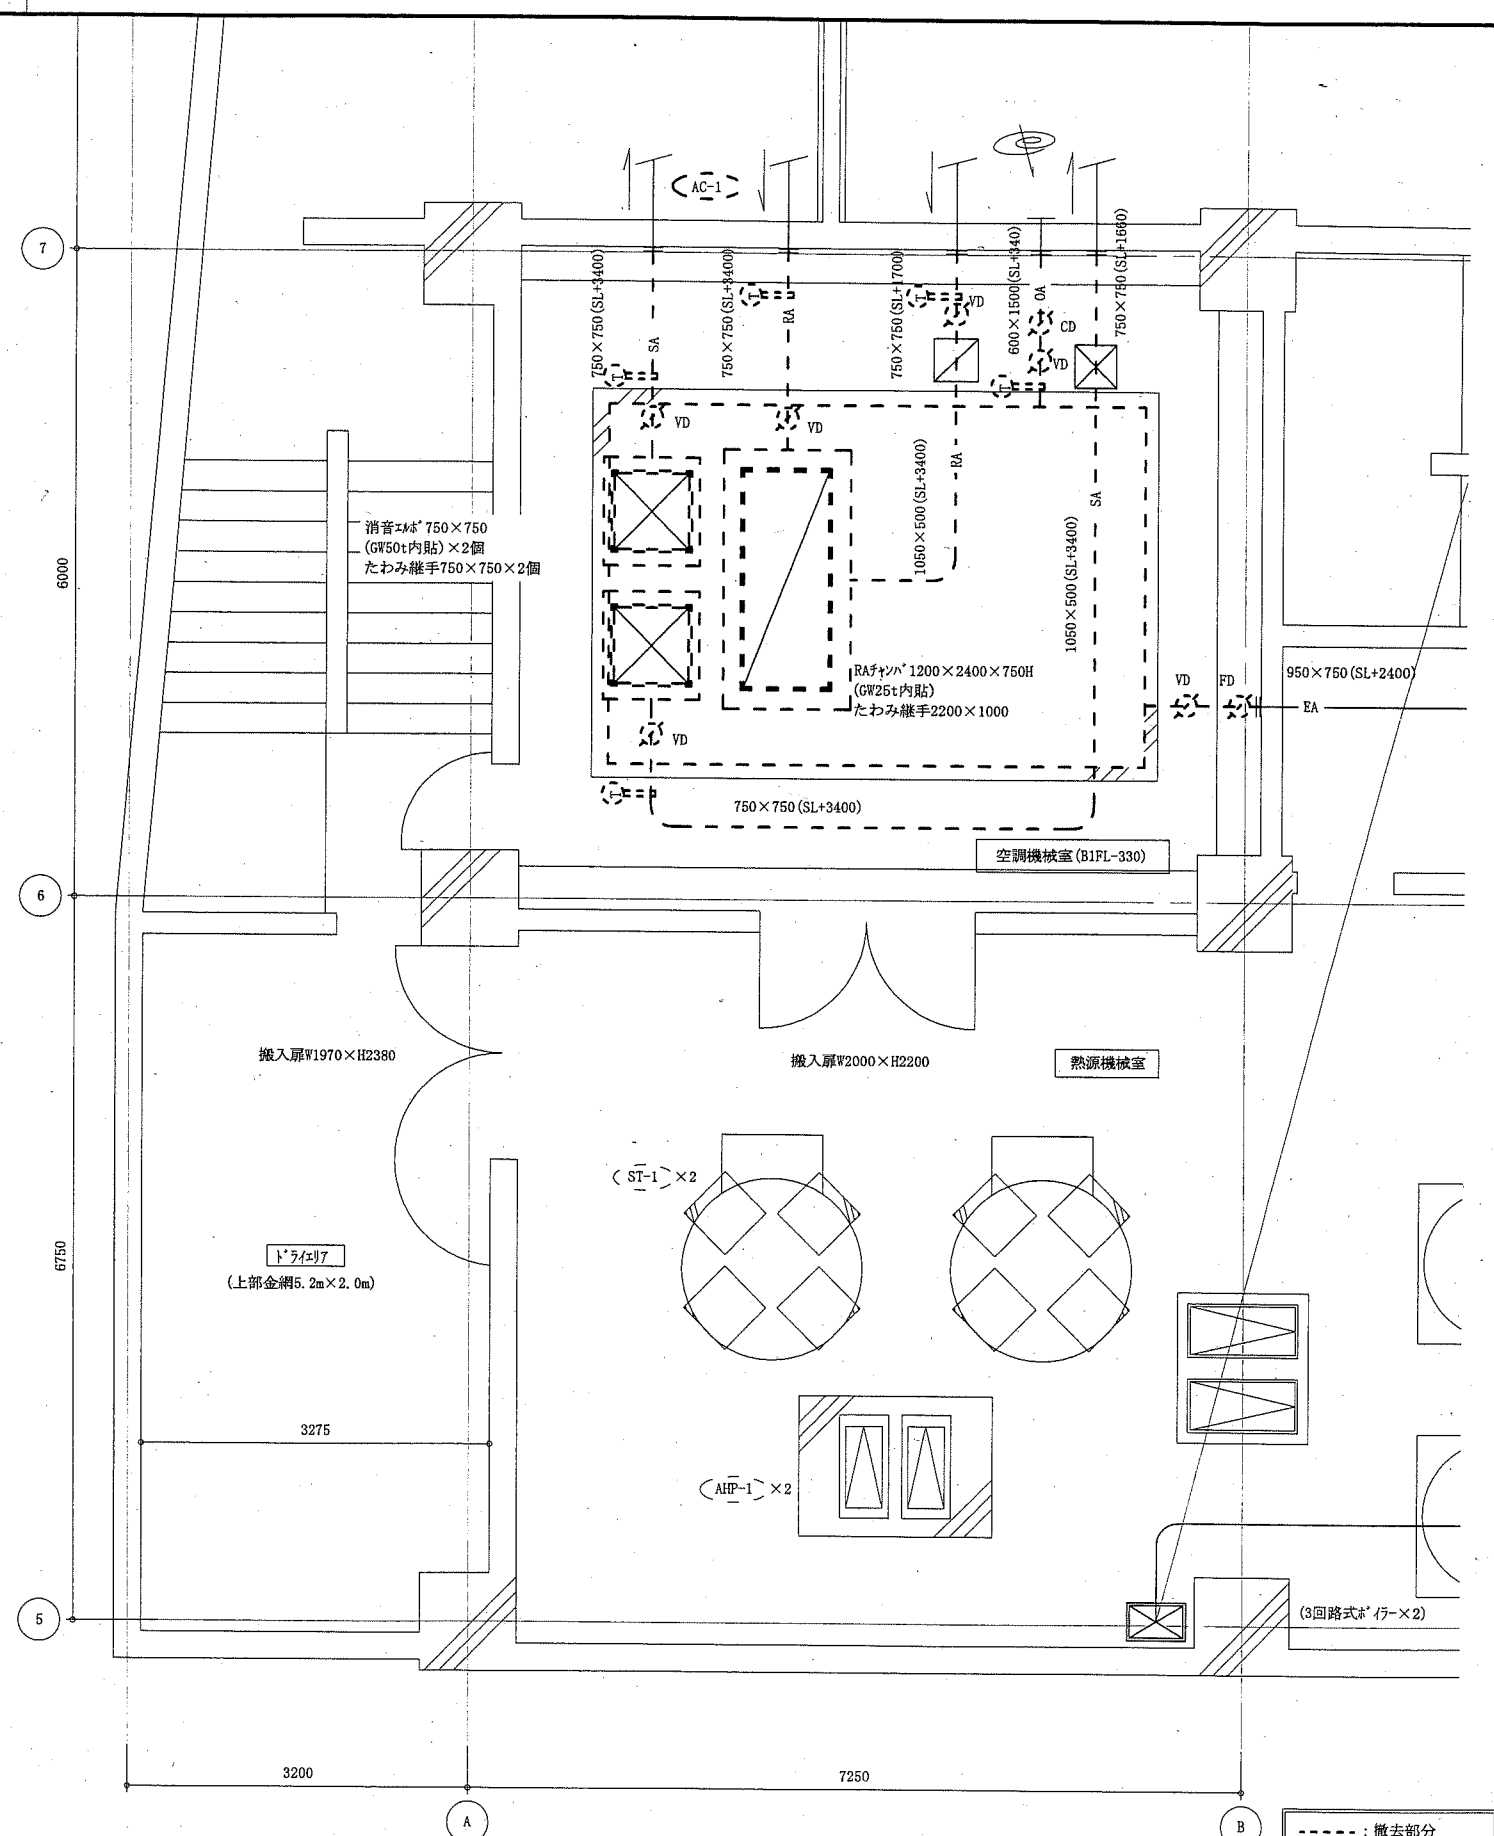 AC-1
7
750×750(SL+3400)
SA
T
750×750(SL+3400)
T
RA
750×750(SL+1700)
T
VD
600×1500(SL+340)
OA
CD
VD
T
750×750(SL+1660)
VD
VD
RA
1050×500(SL+3400)
SA
1050×500(SL+3400)
消音エルボ750×750
(GW50t内貼)×2個
たわみ継手750×750×2個
6000
RAチャンバ1200×2400×750H
(GW25t内貼)
たわみ継手2200×1000
950×750(SL+2400)
VD
FD
EA
VD
T
750×750(SL+3400)
空調機械室(B1FL-330)
6
搬入扉W1970×H2380
搬入扉W2000×H2200
熱源機械室
ST-1 ×2
6750
ドライエリア
(上部金網5.2m×2.0m)
3275
AHP-1 ×2
5
(3回路式ボイラー×2)
3200
7250
A
B
-----：撤去部分